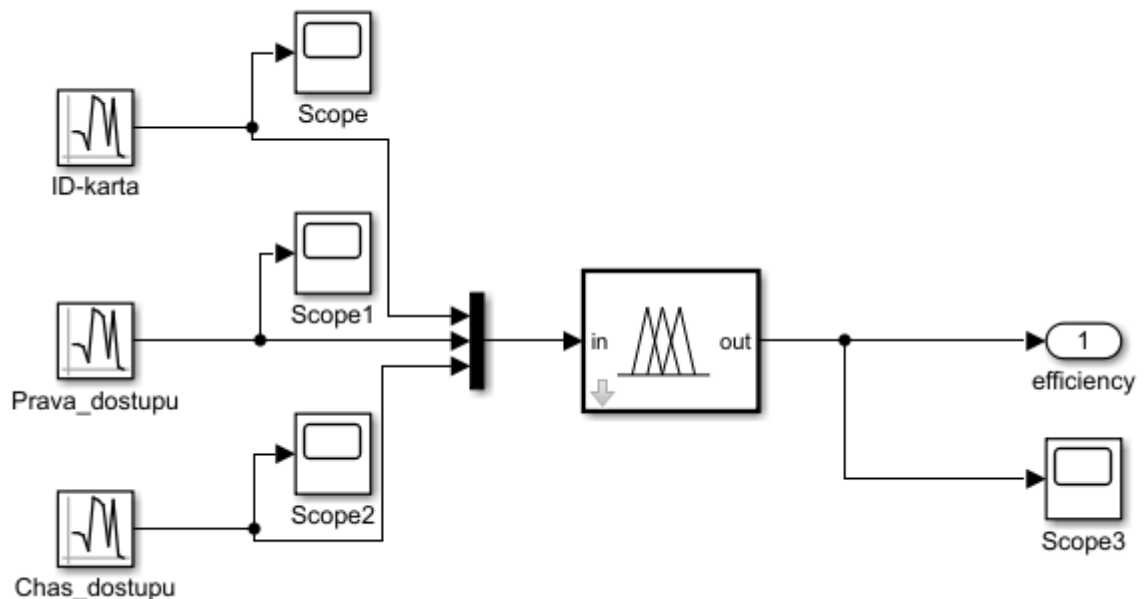 Scope
ID-karta
Scope1
Prava_dostupu
Scope2
Chas_dostupu
in
out
1
efficiency
Scope3